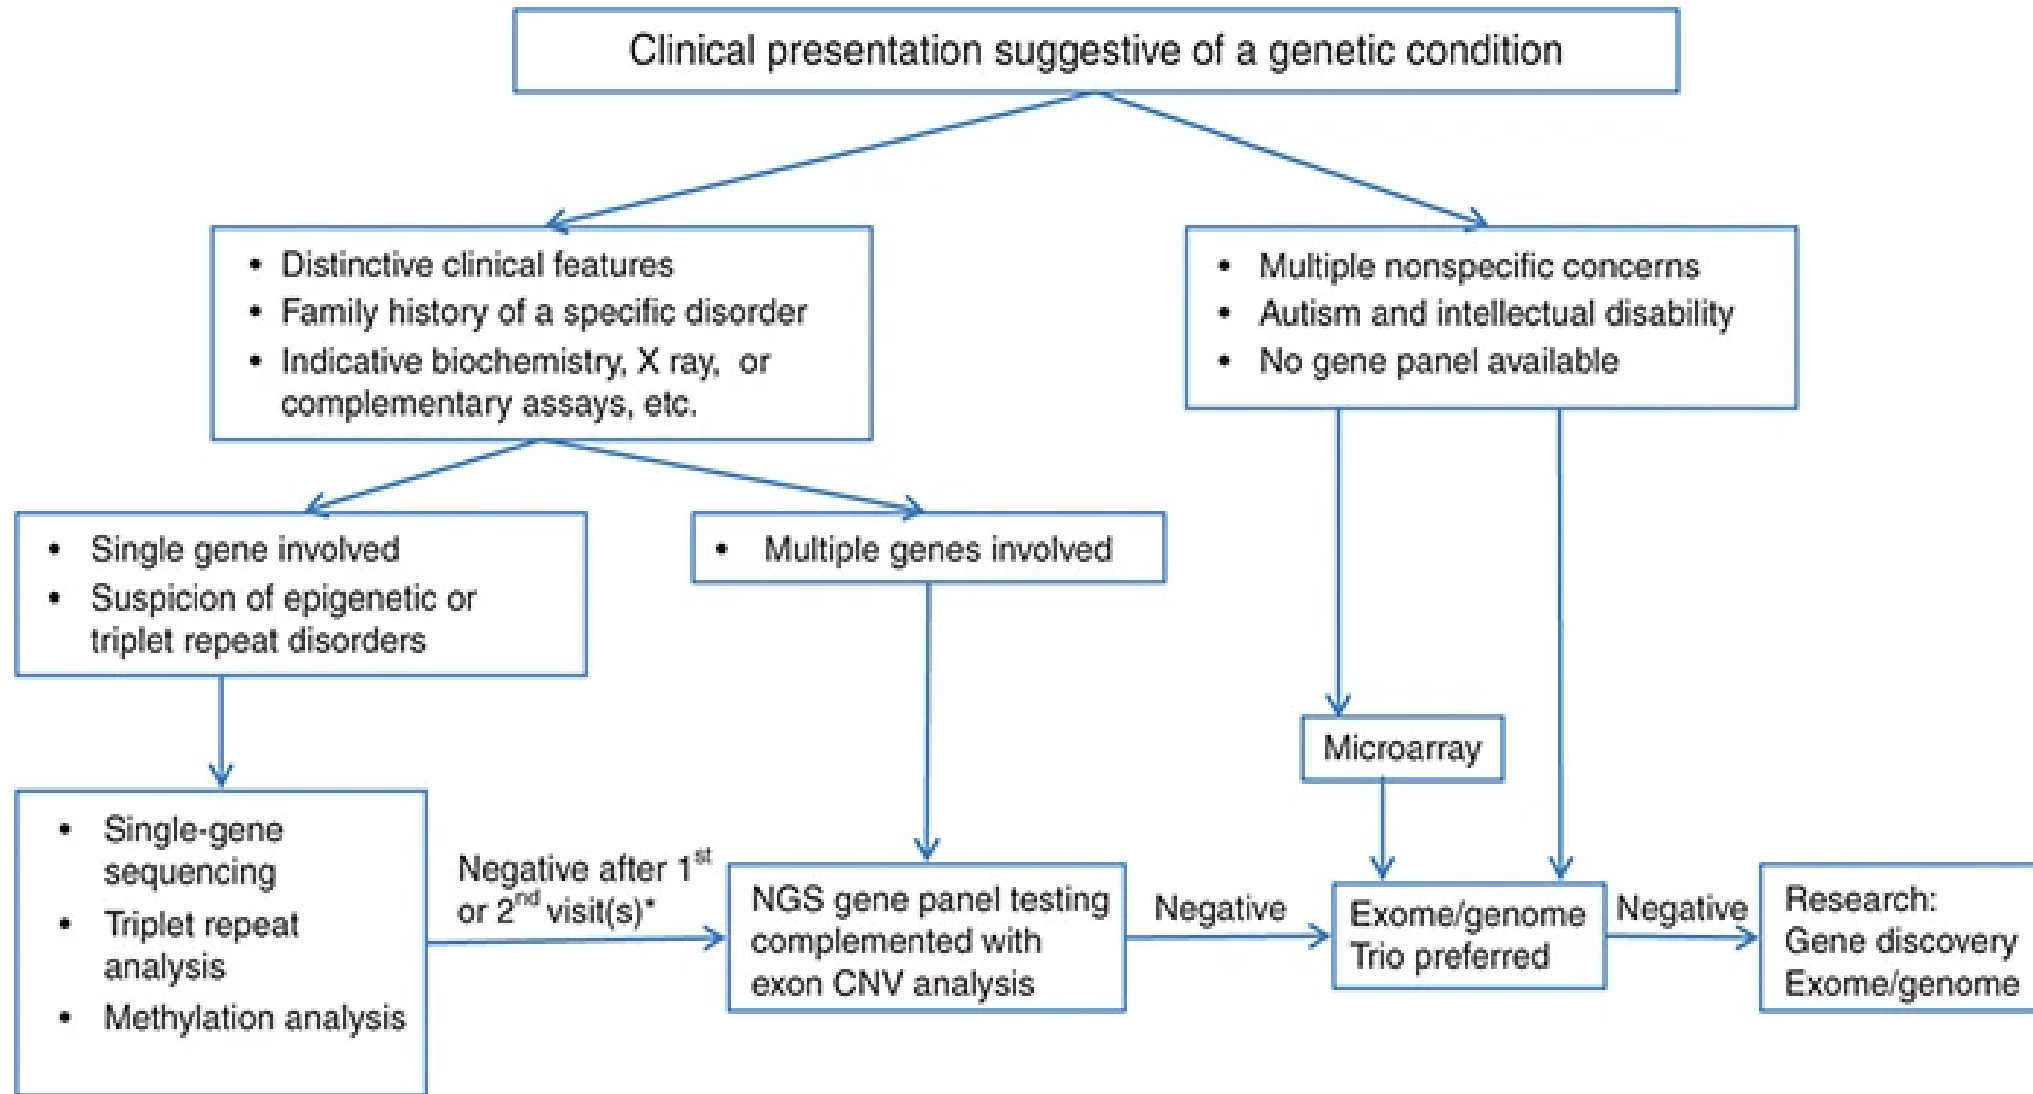 Clinical presentation suggestive of a genetic condition
• Distinctive clinical features
• Family history of a specific disorder
• Indicative biochemistry, X ray, or
complementary assays, etc.
• Multiple nonspecific concerns
• Autism and intellectual disability
• No gene panel available
• Single gene involved
• Suspicion of epigenetic or
triplet repeat disorders
• Multiple genes involved
Microarray
• Single-gene
sequencing
• Triplet repeat
analysis
• Methylation analysis
Negative after 1st
or 2nd visit(s)*
NGS gene panel testing
complemented with
exon CNV analysis
Negative
Exome/genome
Trio preferred
Negative
Research:
Gene discovery
Exome/genome